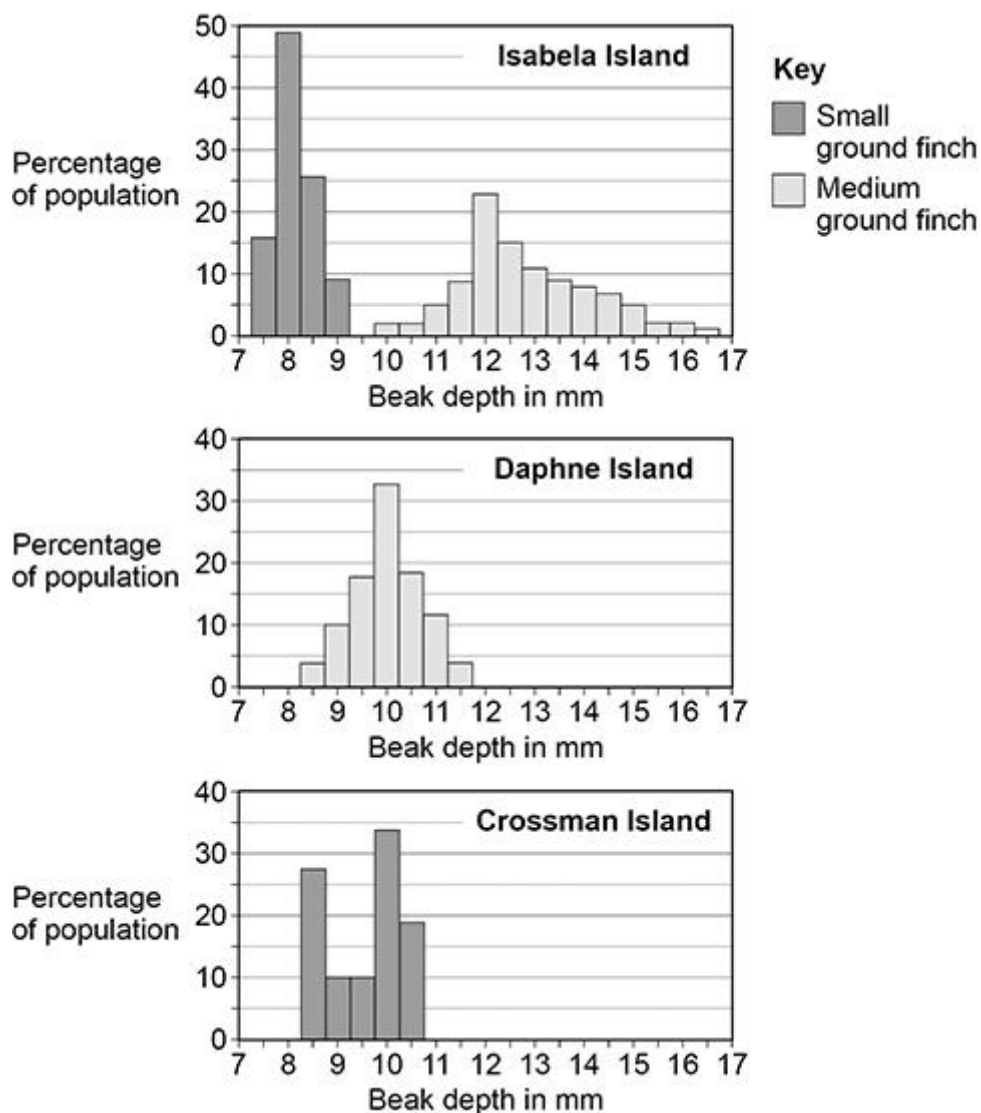 50
40
30
20
10
0
Percentage
of population
Isabela Island
7 8 9 10 11 12 13 14 15 16 17
Beak depth in mm
Key
Small
ground finch
Medium
ground finch
40
30
20
10
0
Percentage
of population
Daphne Island
7 8 9 10 11 12 13 14 15 16 17
Beak depth in mm
40
30
20
10
0
Percentage
of population
Crossman Island
7 8 9 10 11 12 13 14 15 16 17
Beak depth in mm